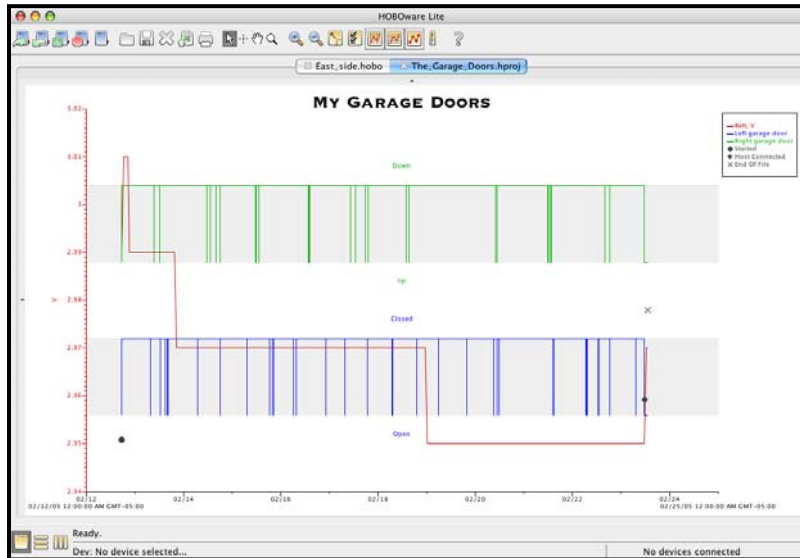 HOBOware Lite
East_side.hobo
The_Garage_Doors.hproj
MY GARAGE DOORS
3.02
3.01
3
2.99
2.98
2.97
2.96
2.95
2.94
V
Down
Up
Closed
Open
Batt, V
Left garage door
Right garage door
Started
Host Connected
End Of File
02/12
02/14
02/16
02/18
02/20
02/22
02/24
02/12/05 12:00:00 AM GMT-05:00
02/25/05 12:00:00 AM GMT-05:00
Ready.
Dev: No device selected...
No devices connected